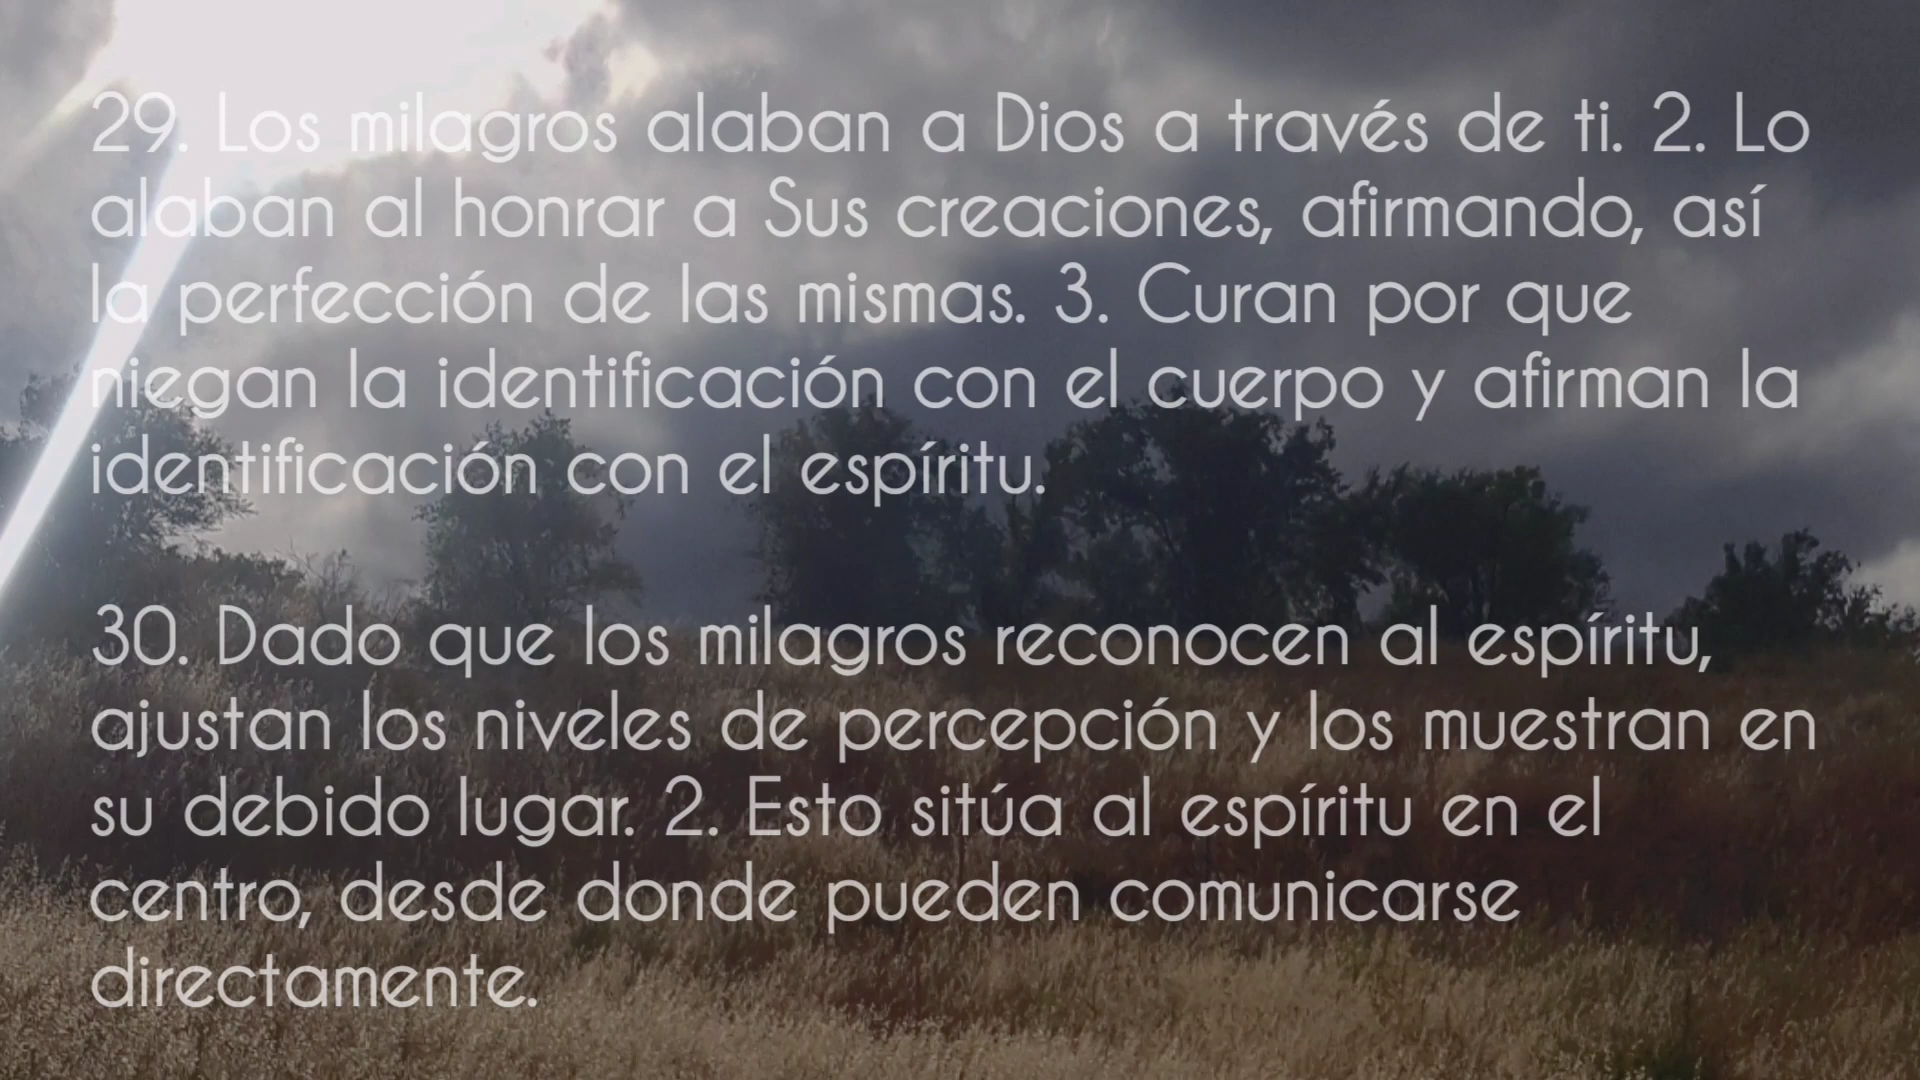 29. Los milagros alaban a Dios a través de ti. 2. Lo
alaban al honrar a Sus creaciones, afirmando, así
la perfección de las mismas. 3. Curan por que
niegan la identificación con el cuerpo y afirman la
identificación con el espíritu.
30. Dado que los milagros reconocen al espíritu,
ajustan los niveles de percepción y los muestran en
su debido lugar. 2. Esto sitúa al espíritu en el
centro, desde donde pueden comunicarse
directamente.